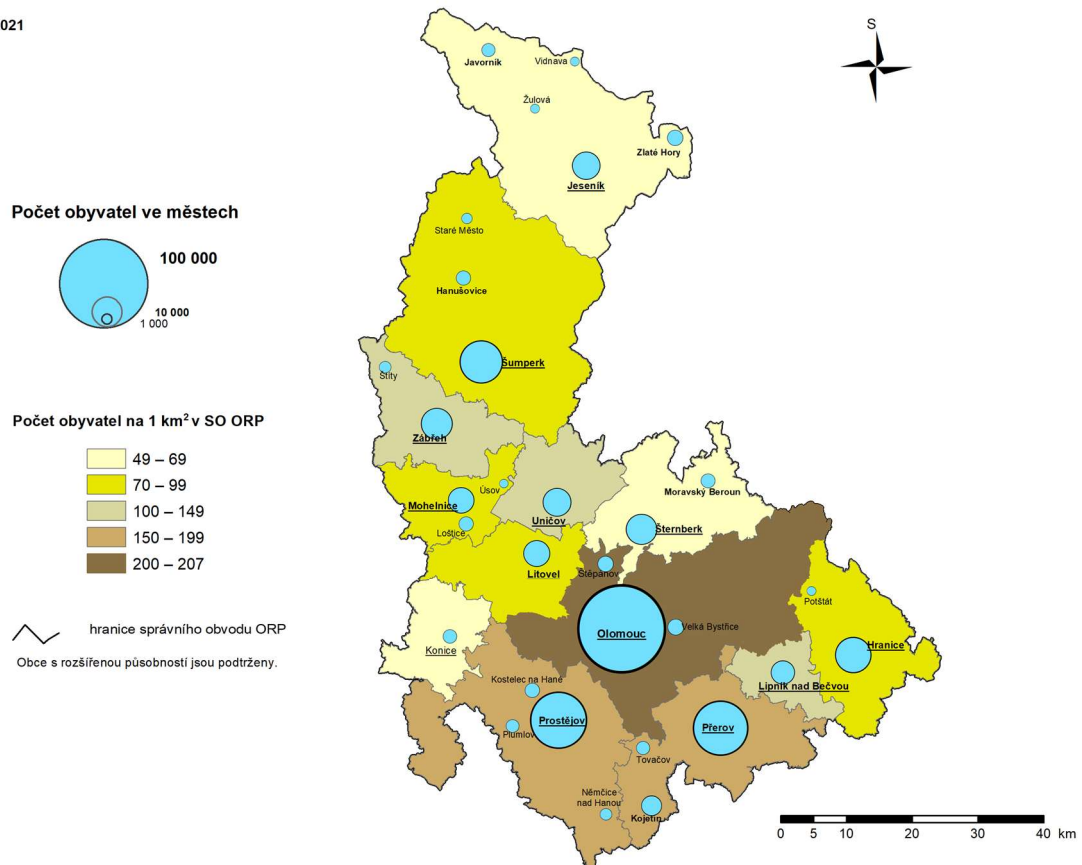 021
S
Javorník
Vidnava
Žulová
Zlaté Hory
Jeseník
Počet obyvatel ve městech
100 000
10 000
1 000
Staré Město
Hanušovice
Šumperk
Štíty
Zábřeh
Počet obyvatel na 1 km² v SO ORP
49 – 69
70 – 99
100 – 149
150 – 199
200 – 207
Úsov
Mohelnice
Loštice
Uničov
Moravský Beroun
Šternberk
Litovel
Štěpánov
Potštát
hranice správního obvodu ORP
Obce s rozšířenou působností jsou podtrženy.
Olomouc
Velká Bystřice
Konice
Hranice
Lipník nad Bečvou
Kostelec na Hané
Prostějov
Plumlov
Přerov
Tovačov
Němčice
nad Hanou
Kojetín
0 5 10 20 30 40 km